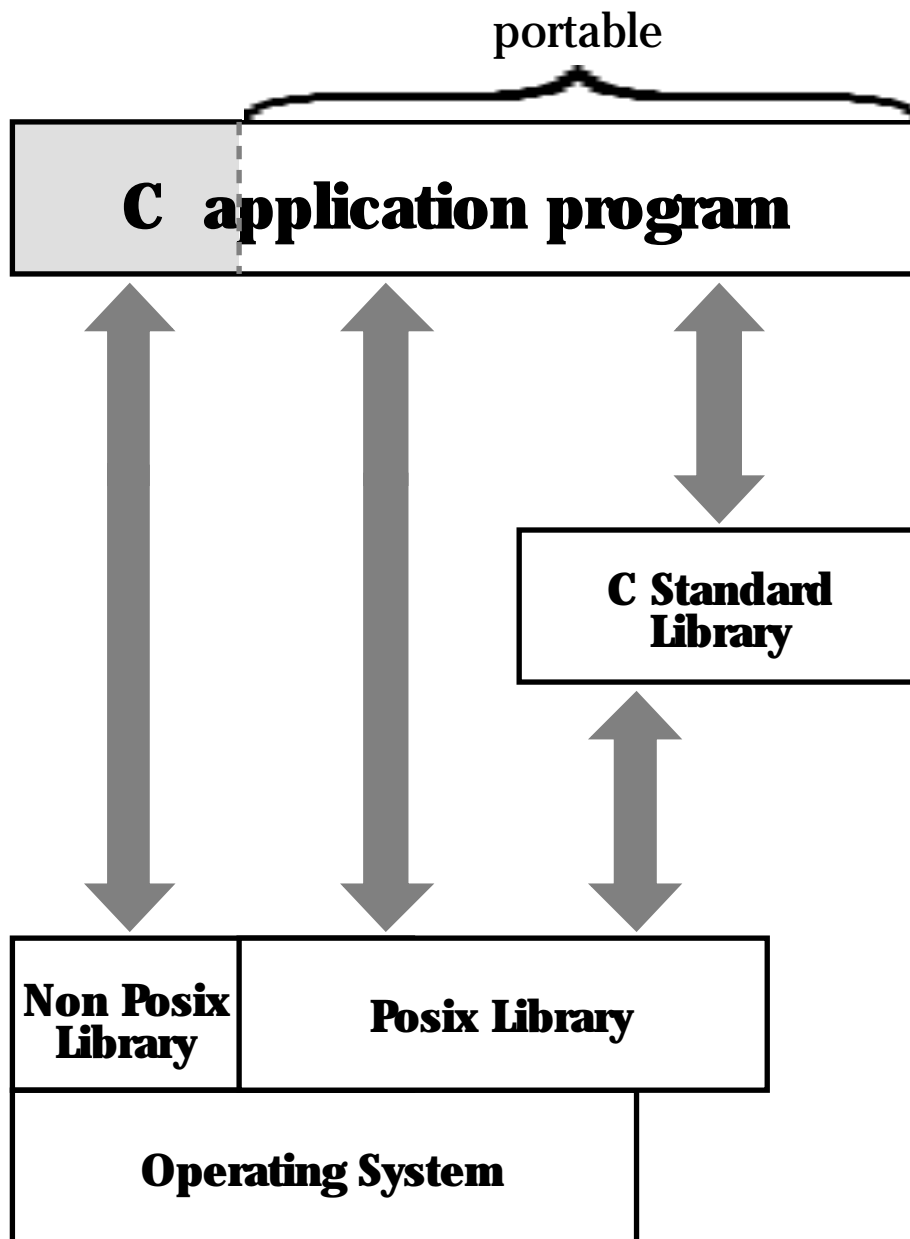 portable
C application program
C Standard
Library
Non Posix
Library
Posix Library
Operating System